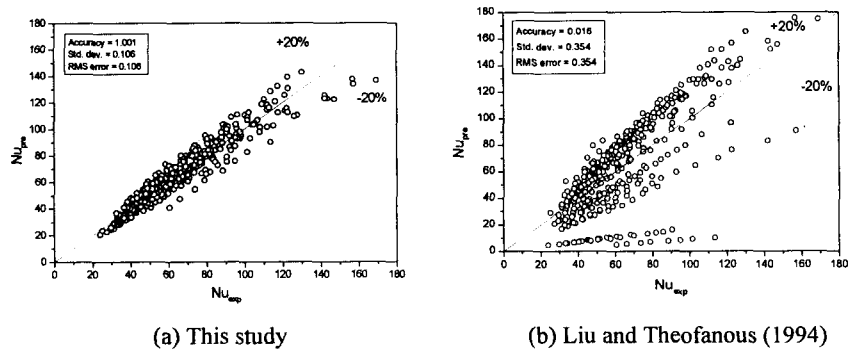 Accuracy = 1.001
Std. dev. = 0.106
RMS error = 0.106
+20%
-20%
180
160
140
120
100
80
60
40
20
0
Nu_pre
0 20 40 60 80 100 120 140 160 180
Nu_exp
(a) This study
Accuracy = 0.016
Std. dev. = 0.354
RMS error = 0.354
+20%
-20%
180
160
140
120
100
80
60
40
20
0
Nu_pre
0 20 40 60 80 100 120 140 160 180
Nu_exp
(b) Liu and Theofanous (1994)